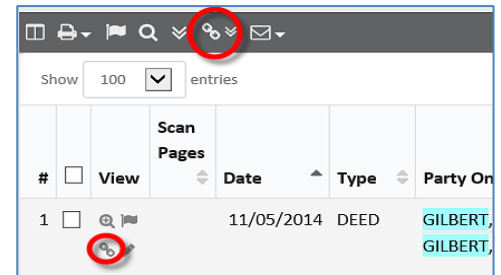 Show 100 entries
# View Scan Pages Date Type Party On
1 11/05/2014 DEED GILBERT,
GILBERT,